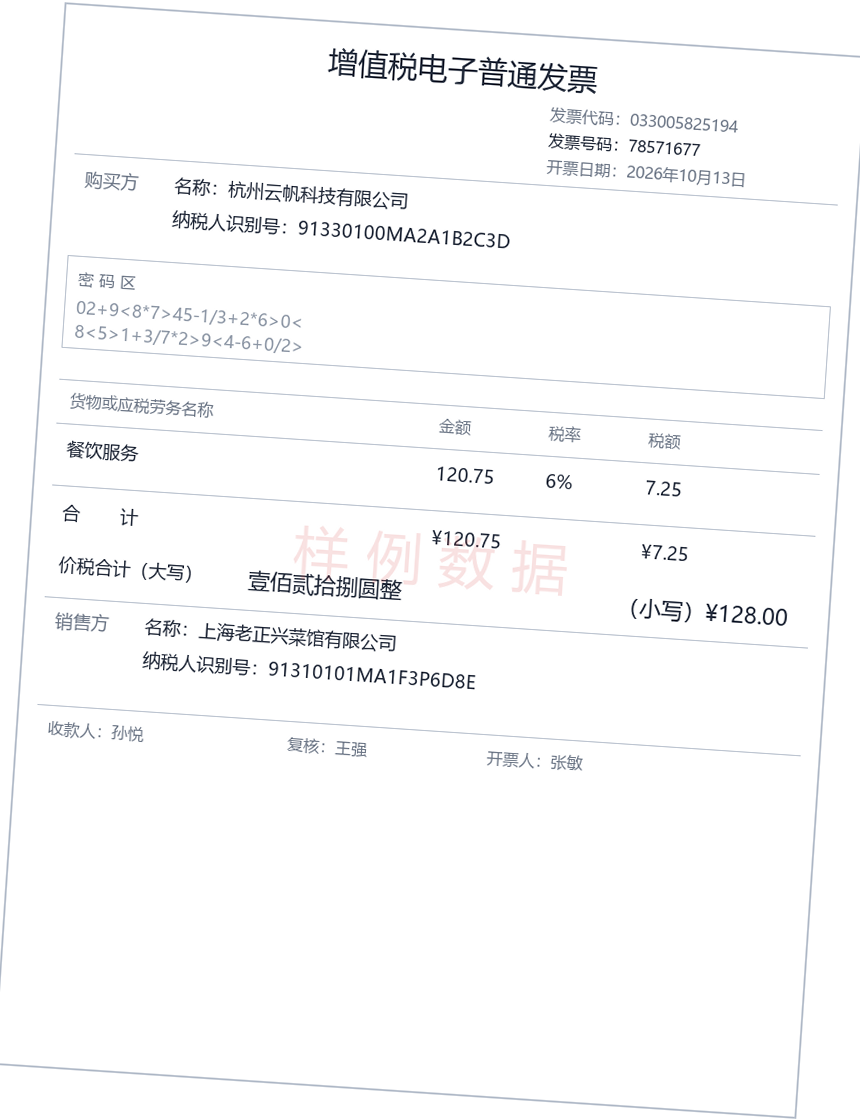 增值税电子普通发票
发票代码：033005825194
发票号码：78571677
开票日期：2026年10月13日
购买方 名称：杭州云帆科技有限公司
纳税人识别号：91330100MA2A1B2C3D
密码区
02+9<8*7>45-1/3+2*6>0<
8<5>1+3/7*2>9<4-6+0/2>
货物或应税劳务名称 金额 税率 税额
餐饮服务 120.75 6% 7.25
合 计 ¥120.75 ¥7.25
样例数据
价税合计（大写） 壹佰贰拾捌圆整 （小写）¥128.00
销售方 名称：上海老正兴菜馆有限公司
纳税人识别号：91310101MA1F3P6D8E
收款人：孙悦 复核：王强 开票人：张敏